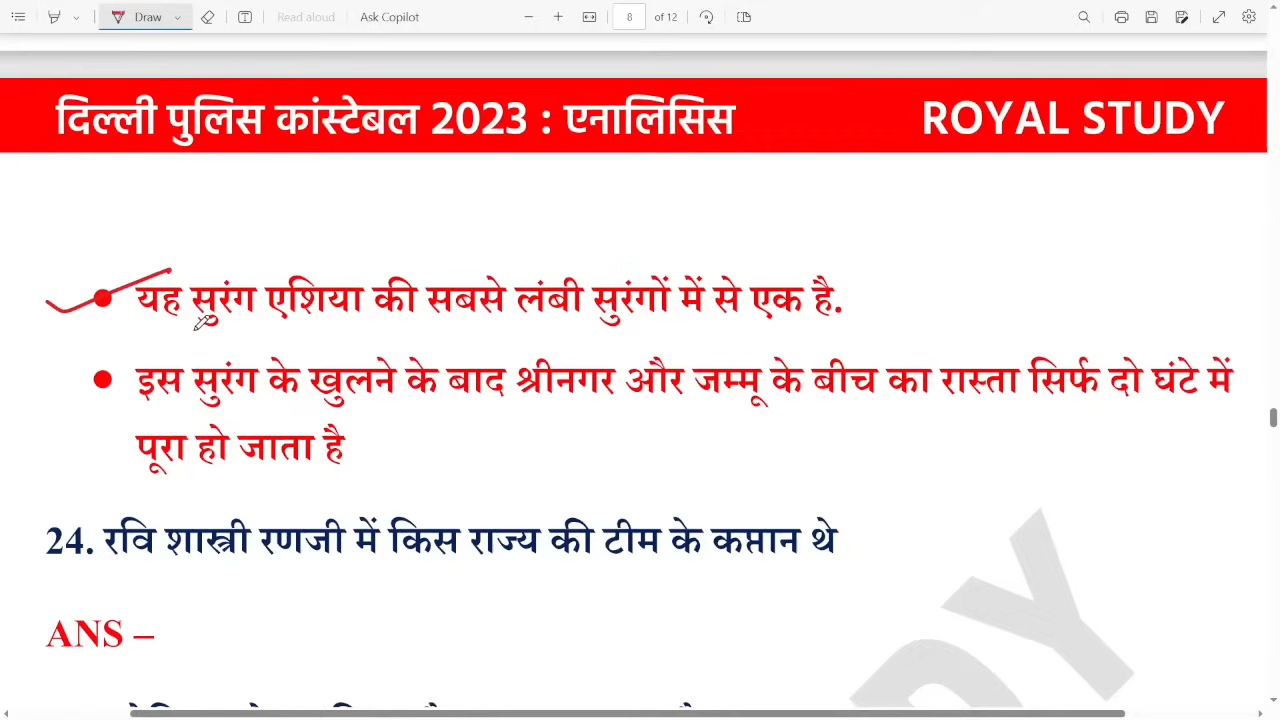 Draw
Read aloud
Ask Copilot
8 of 12
दिल्ली पुलिस कांस्टेबल 2023 : एनालिसिस
ROYAL STUDY
● यह सुरंग एशिया की सबसे लंबी सुरंगों में से एक है.
● इस सुरंग के खुलने के बाद श्रीनगर और जम्मू के बीच का रास्ता सिर्फ दो घंटे में
पूरा हो जाता है
24. रवि शास्त्री रणजी में किस राज्य की टीम के कप्तान थे
ANS –